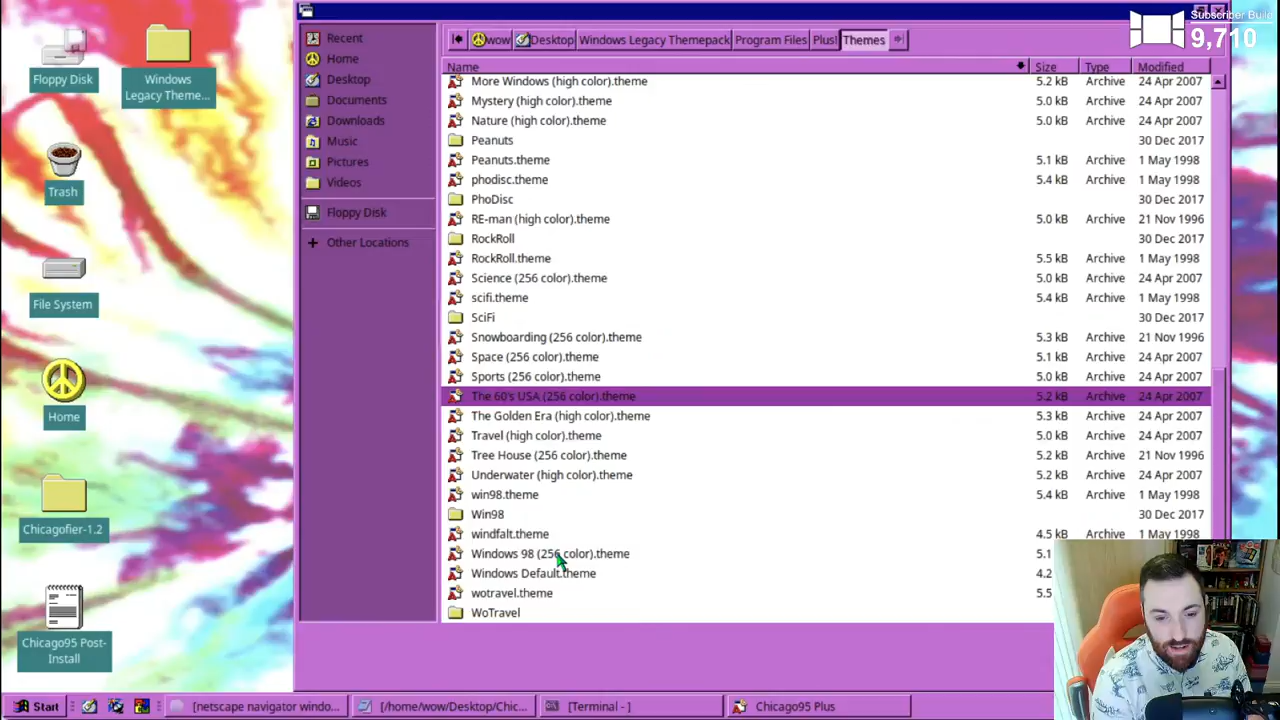 Subscriber Build
9,710
Floppy Disk
Windows
Legacy Theme...
Trash
File System
Home
Chicagofier-1.2
Chicago95 Post-
Install
Recent
Home
Desktop
Documents
Downloads
Music
Pictures
Videos
Floppy Disk
Other Locations
wow Desktop Windows Legacy Themepack Program Files Plus! Themes
Name Size Type Modified
More Windows (high color).theme 5.2 kB Archive 24 Apr 2007
Mystery (high color).theme 5.0 kB Archive 24 Apr 2007
Nature (high color).theme 5.0 kB Archive 24 Apr 2007
Peanuts 30 Dec 2017
Peanuts.theme 5.1 kB Archive 1 May 1998
phodisc.theme 5.4 kB Archive 1 May 1998
PhoDisc 30 Dec 2017
RE-man (high color).theme 5.0 kB Archive 21 Nov 1996
RockRoll 30 Dec 2017
RockRoll.theme 5.5 kB Archive 1 May 1998
Science (256 color).theme 5.0 kB Archive 24 Apr 2007
scifi.theme 5.4 kB Archive 1 May 1998
SciFi 30 Dec 2017
Snowboarding (256 color).theme 5.3 kB Archive 21 Nov 1996
Space (256 color).theme 5.1 kB Archive 24 Apr 2007
Sports (256 color).theme 5.0 kB Archive 24 Apr 2007
The 60's USA (256 color).theme 5.2 kB Archive 24 Apr 2007
The Golden Era (high color).theme 5.3 kB Archive 24 Apr 2007
Travel (high color).theme 5.0 kB Archive 24 Apr 2007
Tree House (256 color).theme 5.2 kB Archive 21 Nov 1996
Underwater (high color).theme 5.2 kB Archive 24 Apr 2007
win98.theme 5.4 kB Archive 1 May 1998
Win98 30 Dec 2017
windfalt.theme 4.5 kB Archive 1 May 1998
Windows 98 (256 color).theme 5.1
Windows Default.theme 4.2
wotravel.theme 5.5
WoTravel
Start [netscape navigator windo... [/home/wow/Desktop/Chic... [Terminal - ] Chicago95 Plus